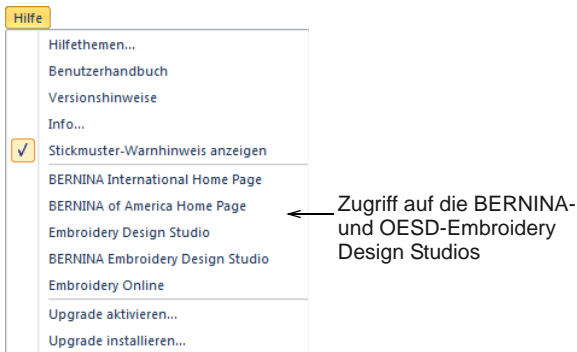 Hilfe
Hilfethemen...
Benutzerhandbuch
Versionshinweise
Info...
Stickmuster-Warnhinweis anzeigen
BERNINA International Home Page
BERNINA of America Home Page
Embroidery Design Studio
BERNINA Embroidery Design Studio
Embroidery Online
Upgrade aktivieren...
Upgrade installieren...
Zugriff auf die BERNINA-
und OESD-Embroidery
Design Studios